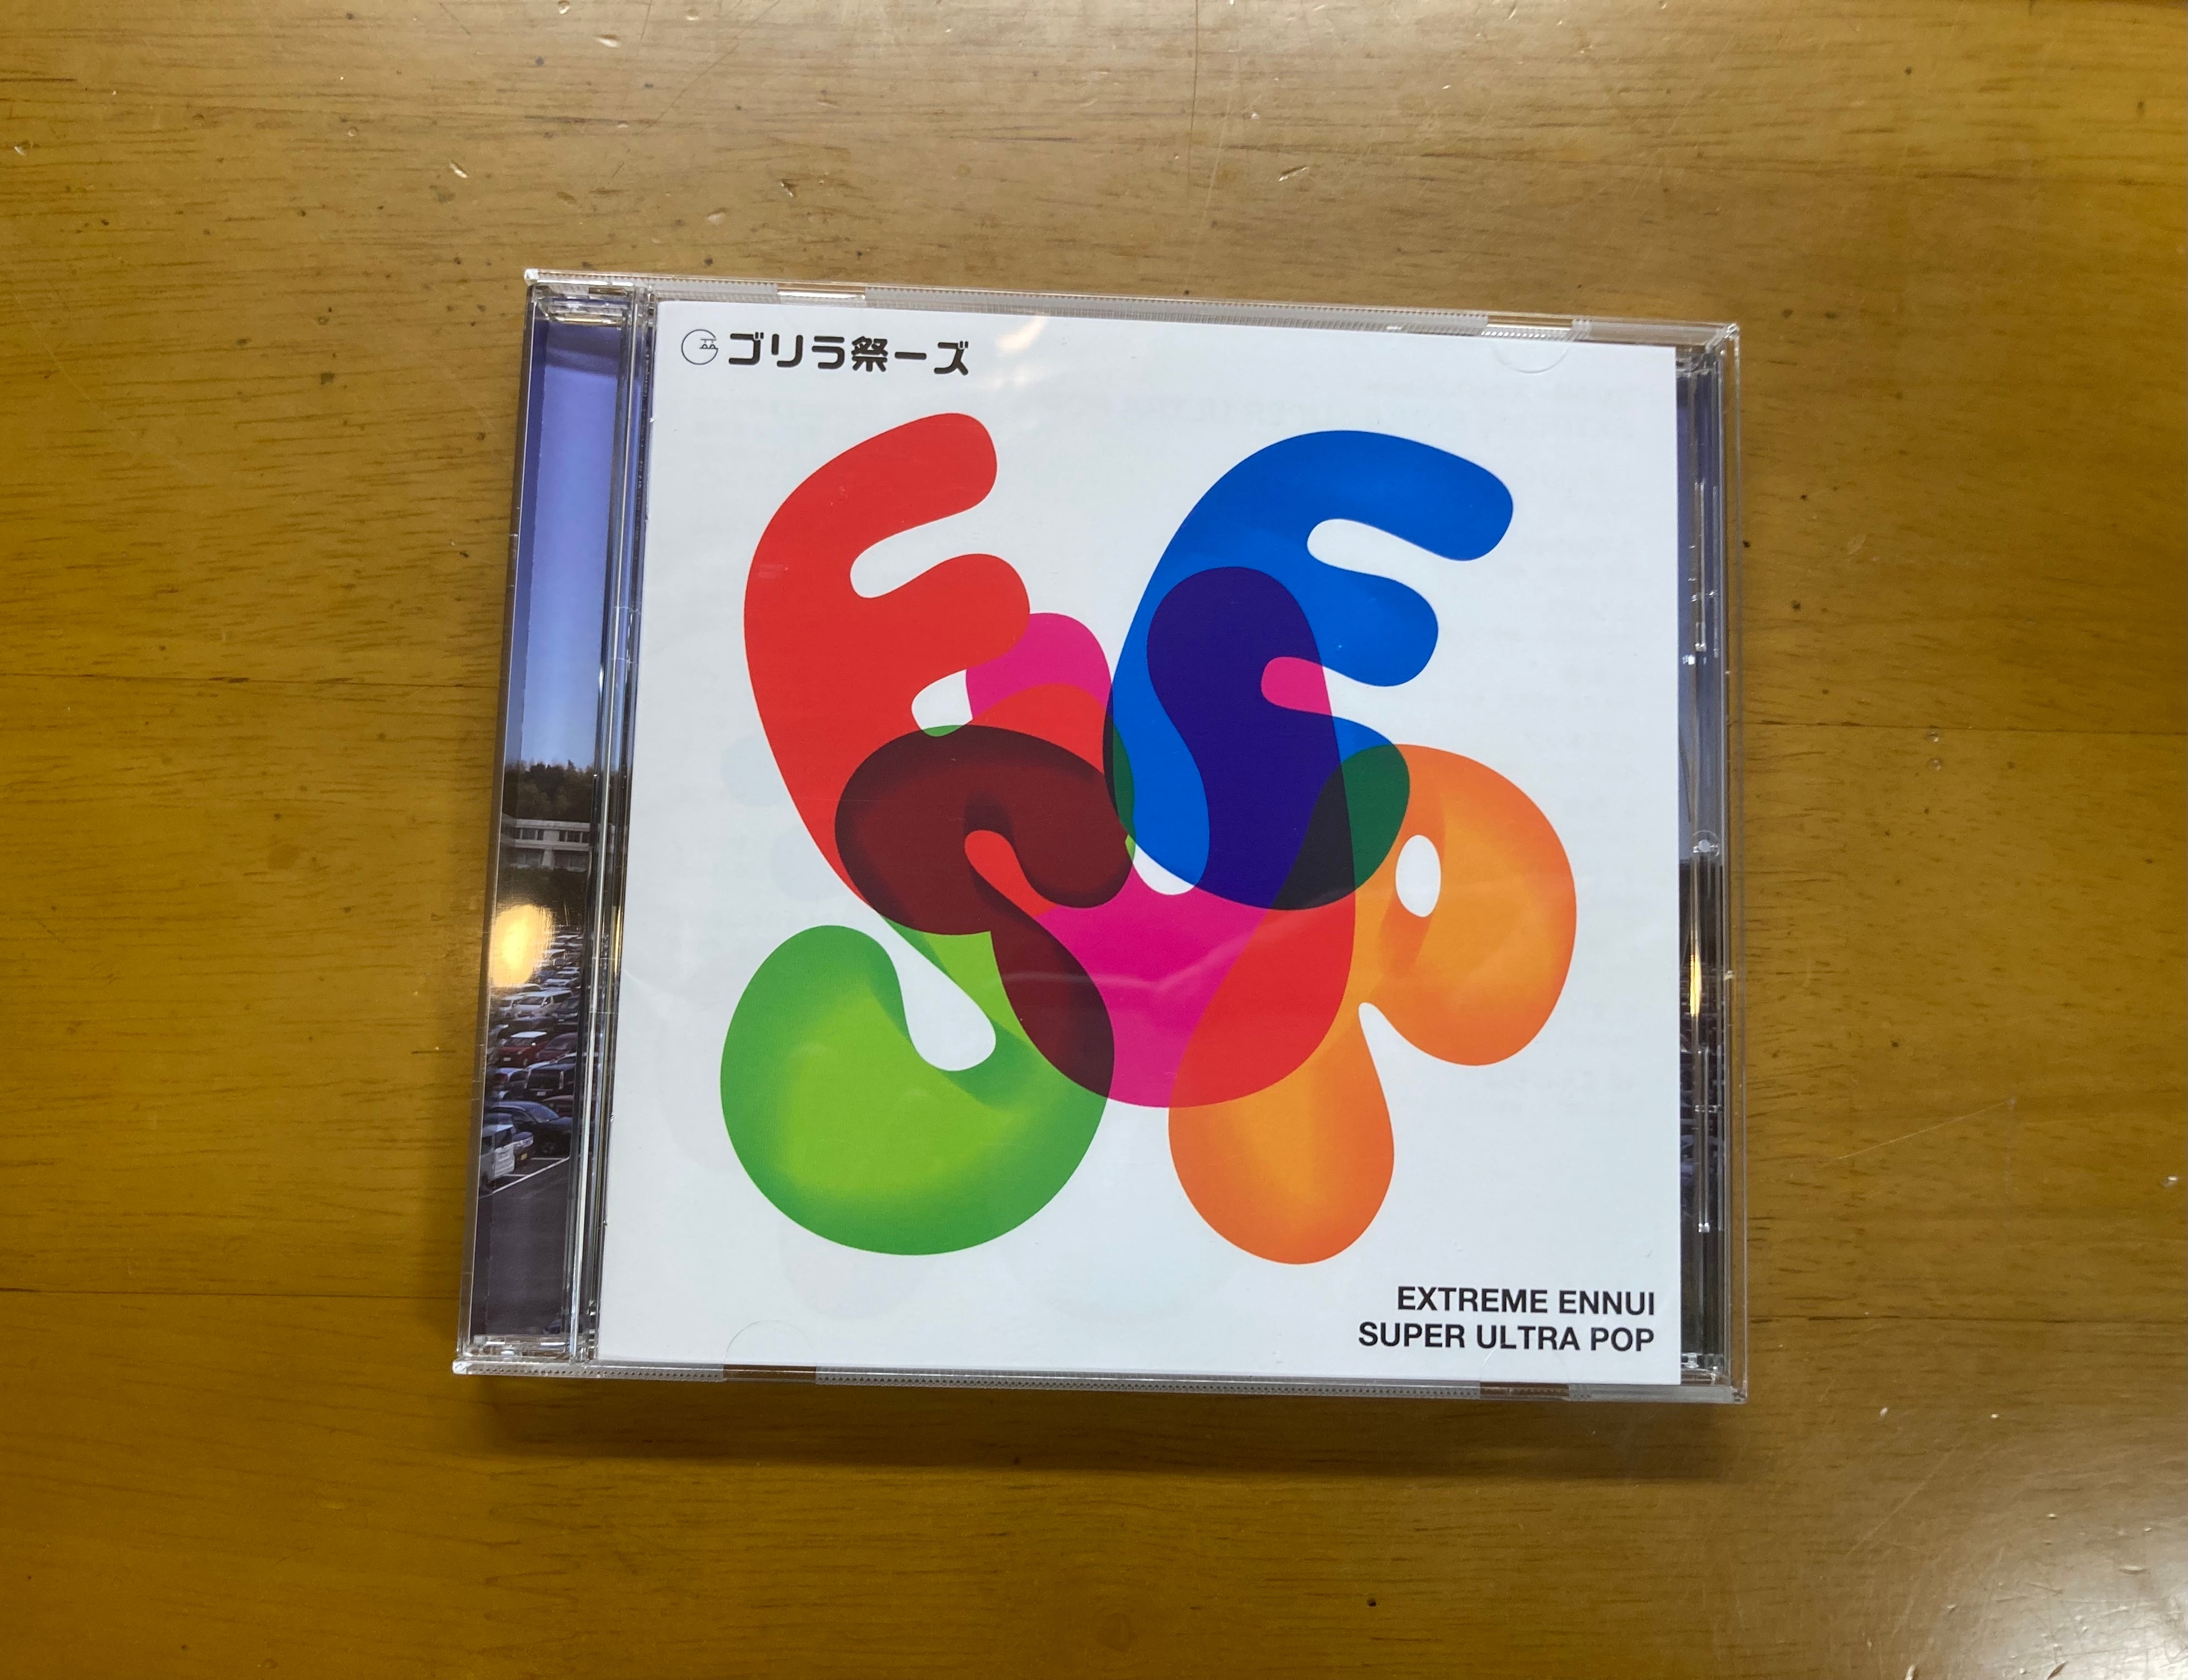 ゴリラ祭ーズ
E E
S U P
EXTREME ENNUI
SUPER ULTRA POP